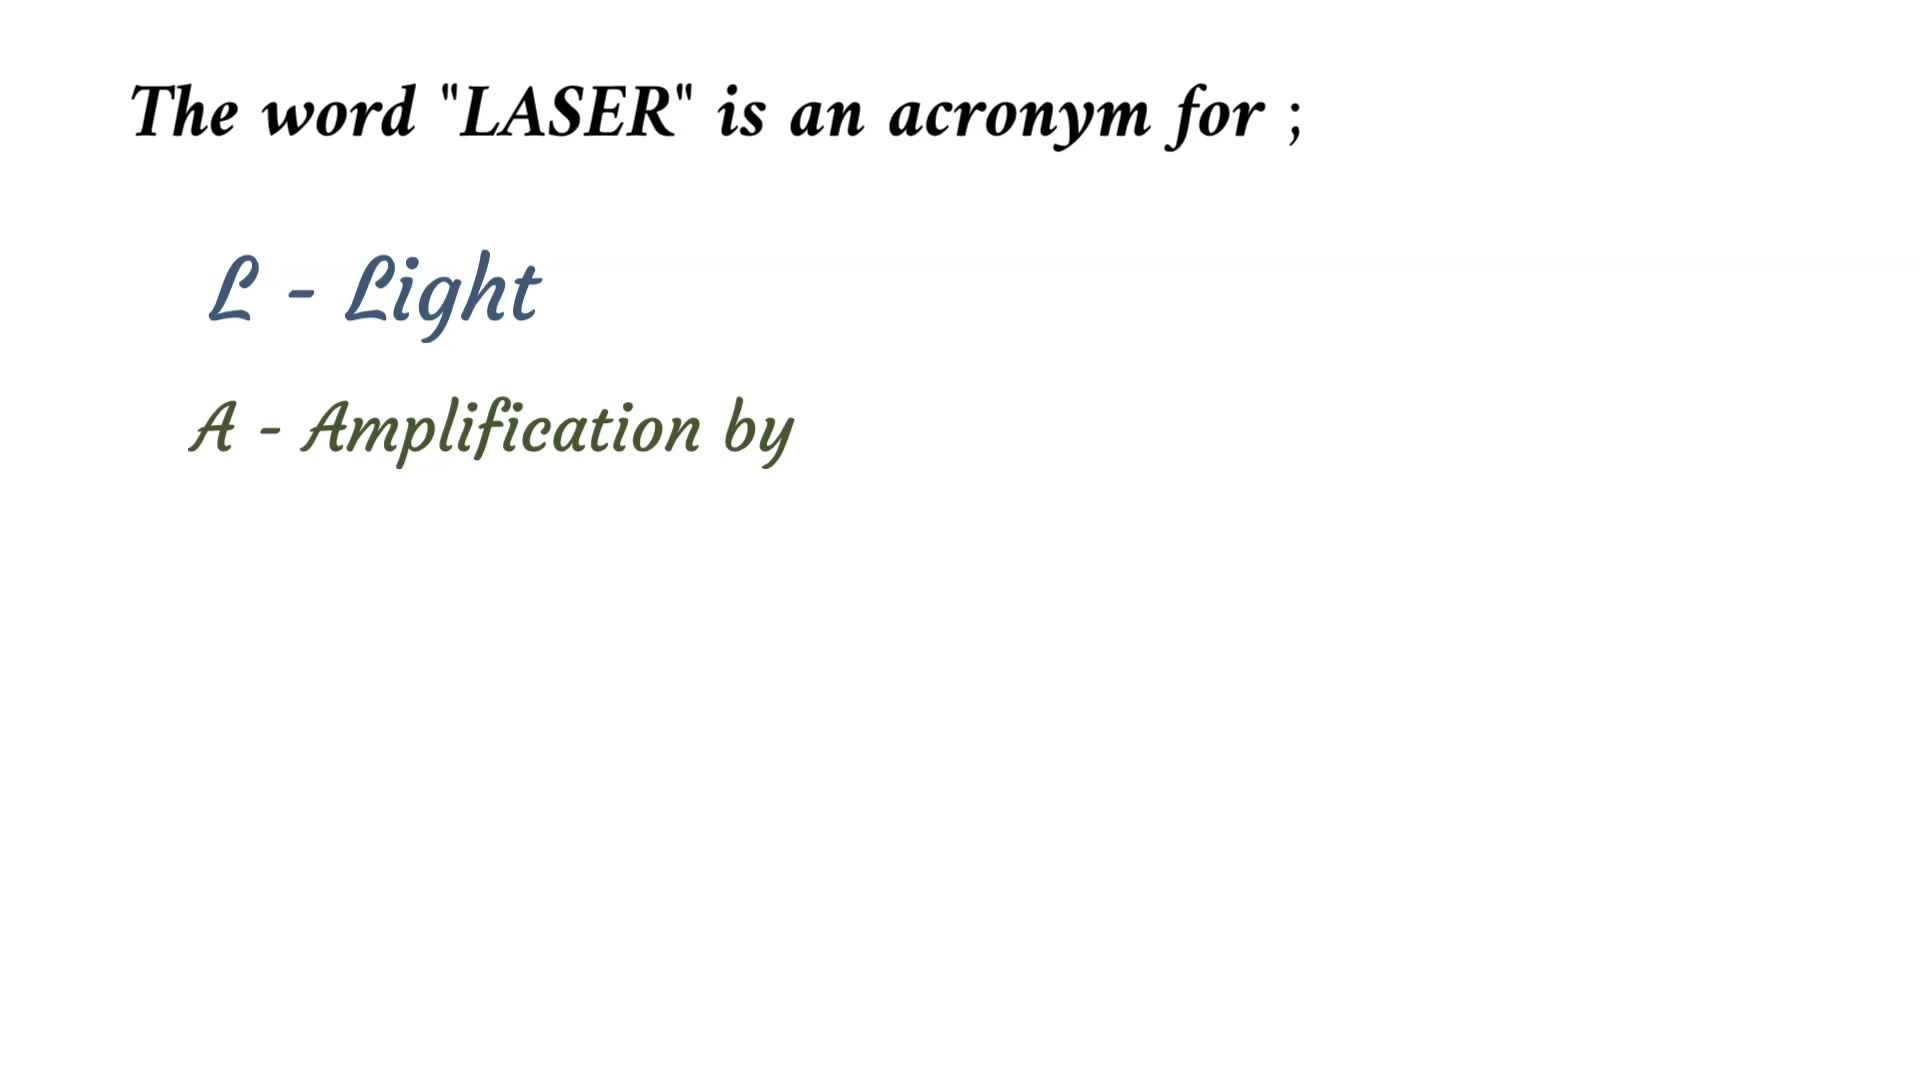 The word "LASER" is an acronym for ;
L - Light
A - Amplification by